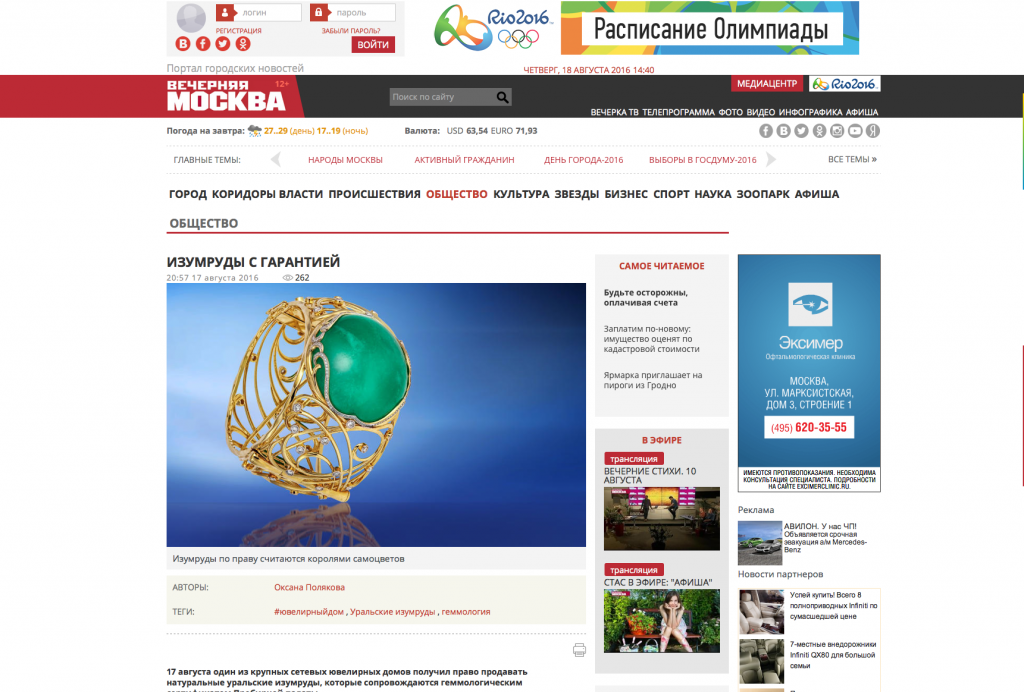 логин
пароль
РЕГИСТРАЦИЯ
ЗАБЫЛИ ПАРОЛЬ?
ВОЙТИ
Rio2016
Расписание Олимпиады
Портал городских новостей
ЧЕТВЕРГ, 18 АВГУСТА 2016 14:40
ВЕЧЕРНЯЯ 12+
МОСКВА
Поиск по сайту
МЕДИАЦЕНТР
Rio2016
ВЕЧЕРКА ТВ ТЕЛЕПРОГРАММА ФОТО ВИДЕО ИНФОГРАФИКА АФИША
Погода на завтра: 27..29 (день) 17..19 (ночь)
Валюта: USD 63,54 EURO 71,93
ГЛАВНЫЕ ТЕМЫ: НАРОДЫ МОСКВЫ АКТИВНЫЙ ГРАЖДАНИН ДЕНЬ ГОРОДА-2016 ВЫБОРЫ В ГОСДУМУ-2016 ВСЕ ТЕМЫ »
ГОРОД КОРИДОРЫ ВЛАСТИ ПРОИСШЕСТВИЯ ОБЩЕСТВО КУЛЬТУРА ЗВЕЗДЫ БИЗНЕС СПОРТ НАУКА ЗООПАРК АФИША
ОБЩЕСТВО
ИЗУМРУДЫ С ГАРАНТИЕЙ
20:57 17 августа 2016 262
Изумруды по праву считаются королями самоцветов
АВТОРЫ: Оксана Полякова
ТЕГИ: #ювелирныйдом , Уральские изумруды , геммология
17 августа один из крупных сетевых ювелирных домов получил право продавать
натуральные уральские изумруды, которые сопровождаются геммологическим
САМОЕ ЧИТАЕМОЕ
Будьте осторожны,
оплачивая счета
Заплатим по-новому:
имущество оценят по
кадастровой стоимости
Ярмарка приглашает на
пироги из Гродно
В ЭФИРЕ
трансляция
ВЕЧЕРНИЕ СТИХИ. 10
АВГУСТА
трансляция
СТАС В ЭФИРЕ: "АФИША"
Эксимер
Офтальмологическая клиника
МОСКВА,
УЛ. МАРКСИСТСКАЯ,
ДОМ 3, СТРОЕНИЕ 1
(495) 620-35-55
ИМЕЮТСЯ ПРОТИВОПОКАЗАНИЯ. НЕОБХОДИМА
КОНСУЛЬТАЦИЯ СПЕЦИАЛИСТА. ПОДРОБНОСТИ
НА САЙТЕ EXCIMERCLINIC.RU.
Реклама
АВИЛОН. У нас ЧП!
Объявляется срочная
эвакуация а/м Mercedes-
Benz
Новости партнеров
Успей купить! Всего 8
полноприводных Infiniti по
сумасшедшей цене
7-местные внедорожники
Infiniti QX80 для большой
семьи